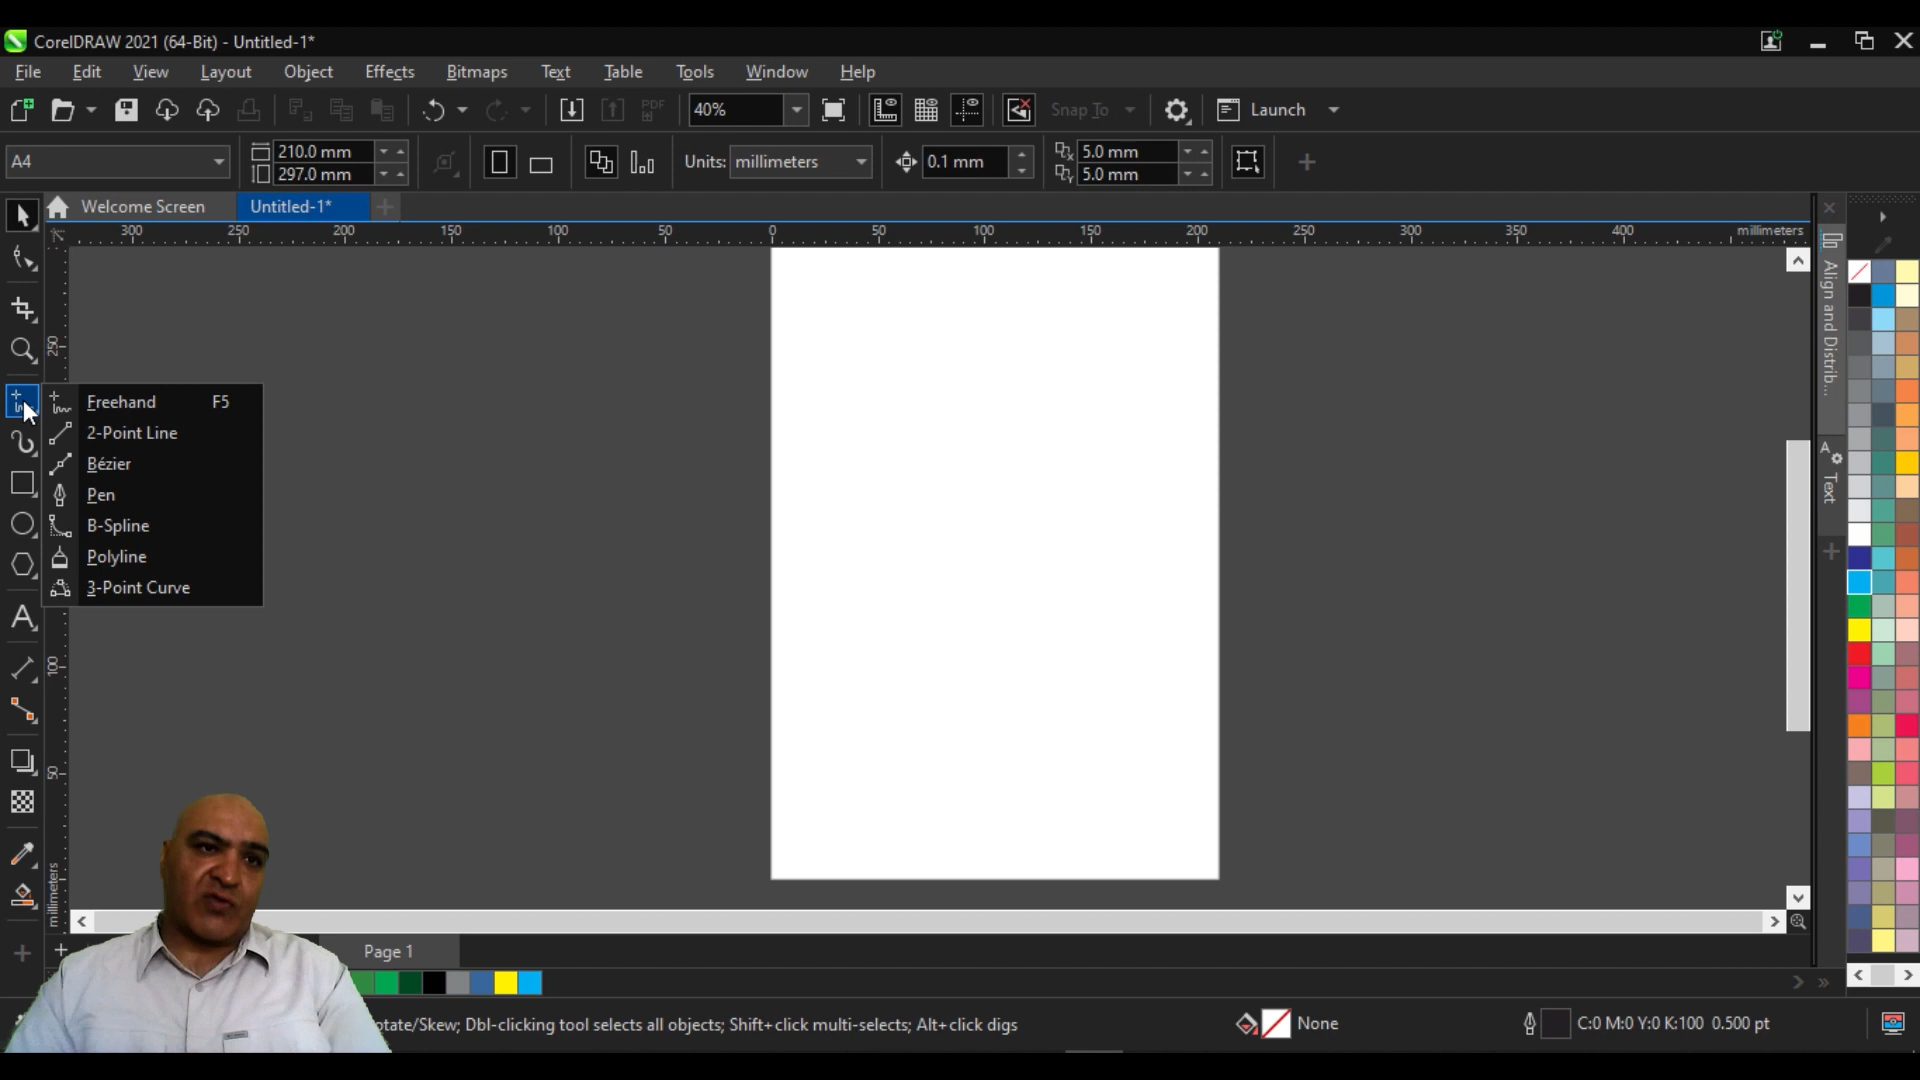 CorelDRAW 2021 (64-Bit) - Untitled-1*
File Edit View Layout Object Effects Bitmaps Text Table Tools Window Help
PDF 40% Snap To Launch
A4 210.0 mm 297.0 mm Units: millimeters 0.1 mm 5.0 mm 5.0 mm
Welcome Screen Untitled-1*
300 250 200 150 100 50 0 50 100 150 200 250 300 350 400 millimeters
250
100
50
millimeters
Freehand F5
2-Point Line
Bézier
Pen
B-Spline
Polyline
3-Point Curve
Align and Distrib...
Text
Page 1
otate/Skew; Dbl-clicking tool selects all objects; Shift+click multi-selects; Alt+click digs
None
C:0 M:0 Y:0 K:100 0.500 pt